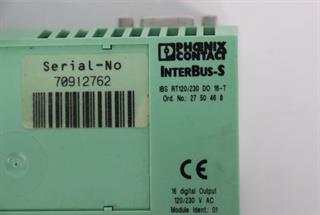 Serial-No
70912762
PHOENIX
CONTACT
INTERBUS-S
IBS RT120/230 DO 16-T
Ord. No.: 27 50 46 8
CE
16 digital Output
120/230 V AC
Module Ident.: 01